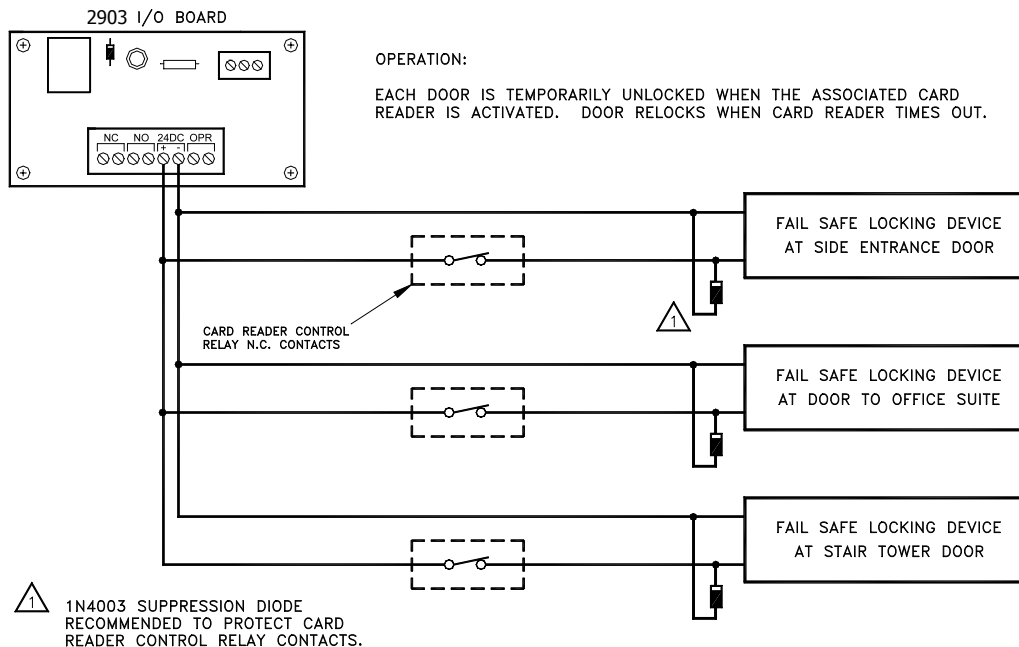 2903 I/O BOARD
NC NO 24DC OPR
+ -
OPERATION:
EACH DOOR IS TEMPORARILY UNLOCKED WHEN THE ASSOCIATED CARD
READER IS ACTIVATED. DOOR RELOCKS WHEN CARD READER TIMES OUT.
FAIL SAFE LOCKING DEVICE
AT SIDE ENTRANCE DOOR
1
CARD READER CONTROL
RELAY N.C. CONTACTS
FAIL SAFE LOCKING DEVICE
AT DOOR TO OFFICE SUITE
FAIL SAFE LOCKING DEVICE
AT STAIR TOWER DOOR
1
1N4003 SUPPRESSION DIODE
RECOMMENDED TO PROTECT CARD
READER CONTROL RELAY CONTACTS.